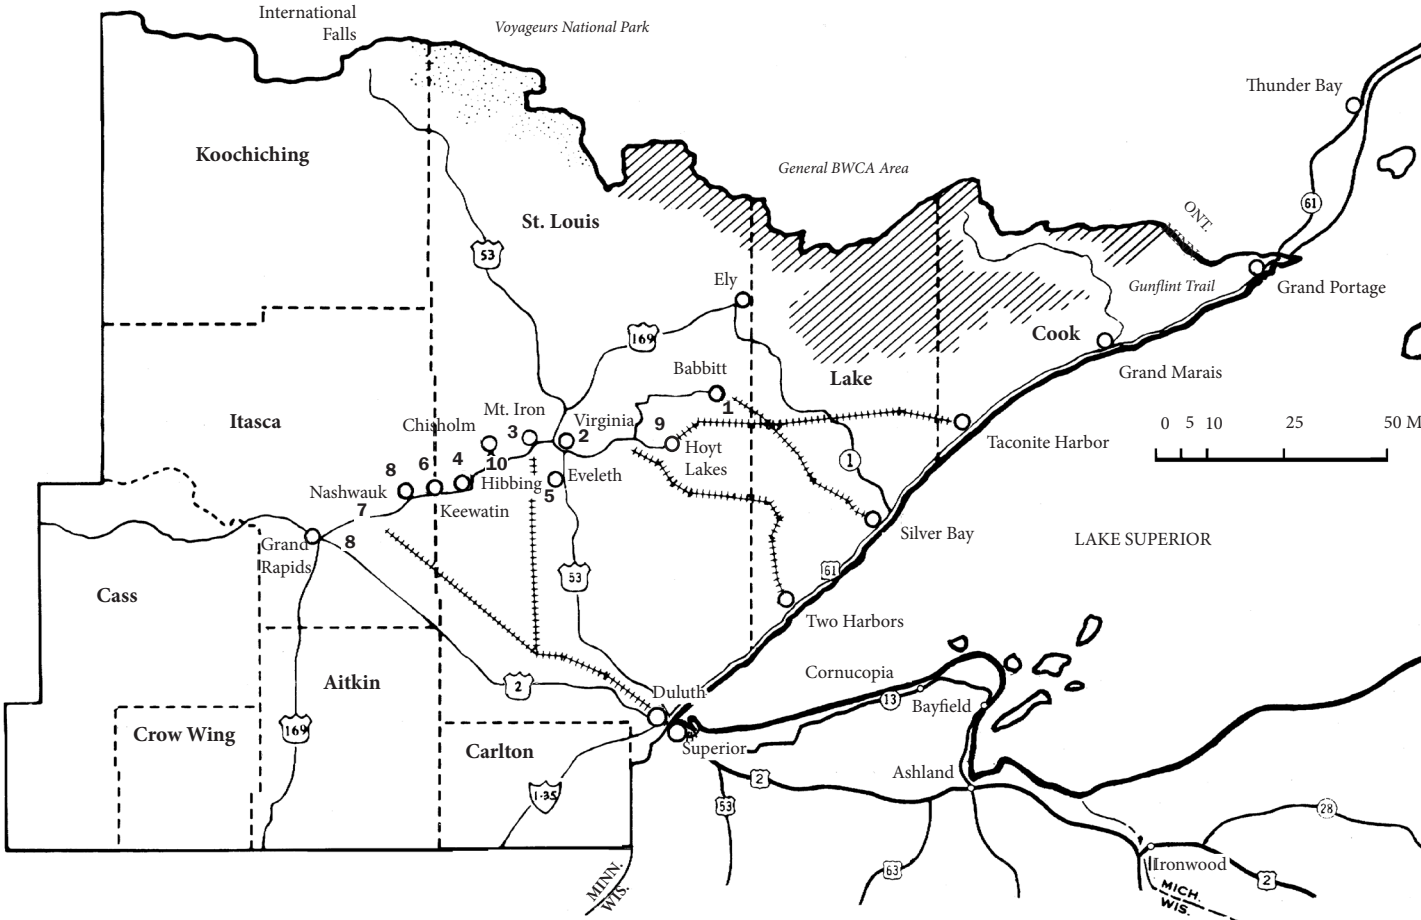 International
Falls
Voyageurs National Park
Thunder Bay
Koochiching
General BWCA Area
61
ONT.
St. Louis
53
Ely
Gunflint Trail
Grand Portage
169
Cook
Babbitt
Lake
Grand Marais
1
Mt. Iron
Itasca
Chisholm
3
Virginia
2
9
0 5 10 25 50 M
Taconite Harbor
Hoyt
Lakes
8
6
4
10
Hibbing
Eveleth
5
1
Nashwauk
7
Keewatin
Silver Bay
LAKE SUPERIOR
Grand
Rapids
8
53
61
Cass
Two Harbors
Cornucopia
Aitkin
2
Duluth
13
Bayfield
169
Crow Wing
Carlton
Superior
Ashland
2
I-35
53
28
63
Ironwood
2
MINN.
WIS.
MICH.
WIS.